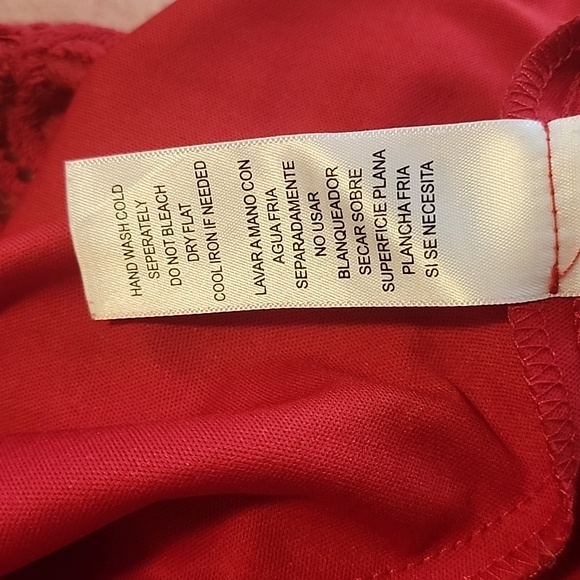 HAND WASH COLD
SEPERATELY
DO NOT BLEACH
DRY FLAT
COOL IRON IF NEEDED
LAVAR A MANO CON
AGUA FRIA
SEPARADAMENTE
NO USAR
BLANQUEADOR
SECAR SOBRE
SUPERFICIE PLANA
PLANCHA FRIA
SI SE NECESITA